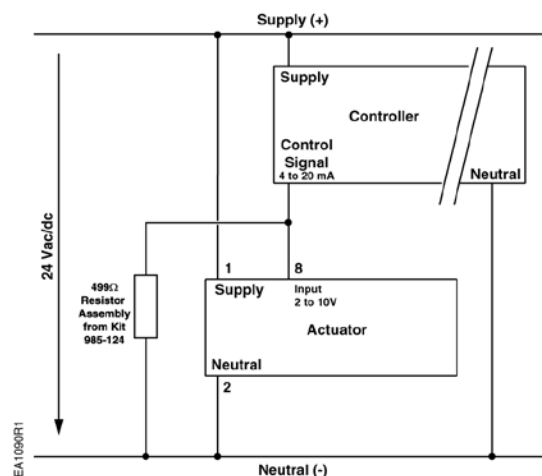 Supply (+)
Supply
Controller
Control
Signal
4 to 20 mA
Neutral
24 Vac/dc
499Ω
Resistor
Assembly
from Kit
985-124
1
8
Supply
Input
2 to 10V
Actuator
Neutral
2
EA1090R1
Neutral (-)